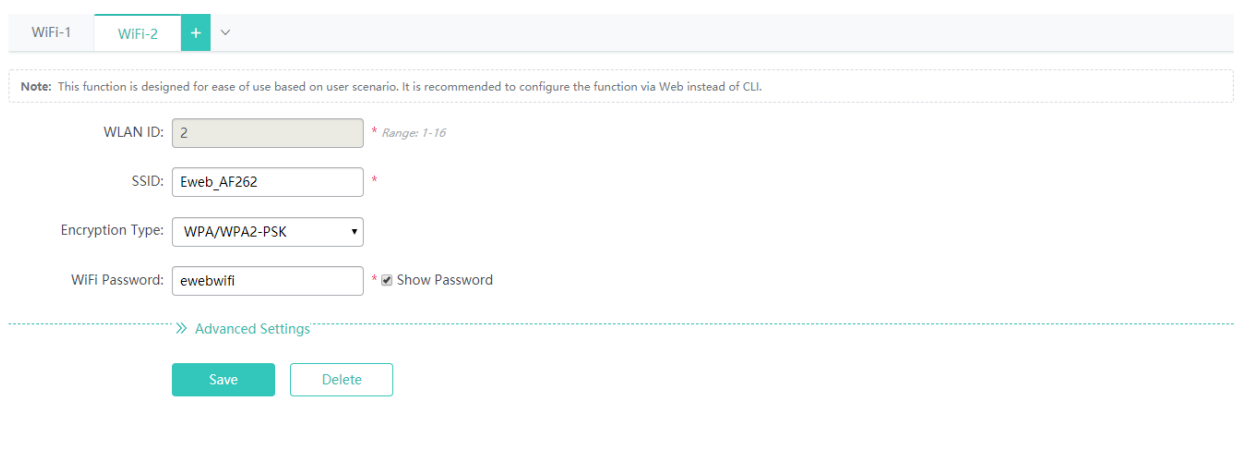 WiFi-1 WiFi-2 +
Note: This function is designed for ease of use based on user scenario. It is recommended to configure the function via Web instead of CLI.
WLAN ID: 2 * Range: 1-16
SSID: Eweb_AF262 *
Encryption Type: WPA/WPA2-PSK
WiFi Password: ewebwifi * Show Password
Advanced Settings
Save Delete